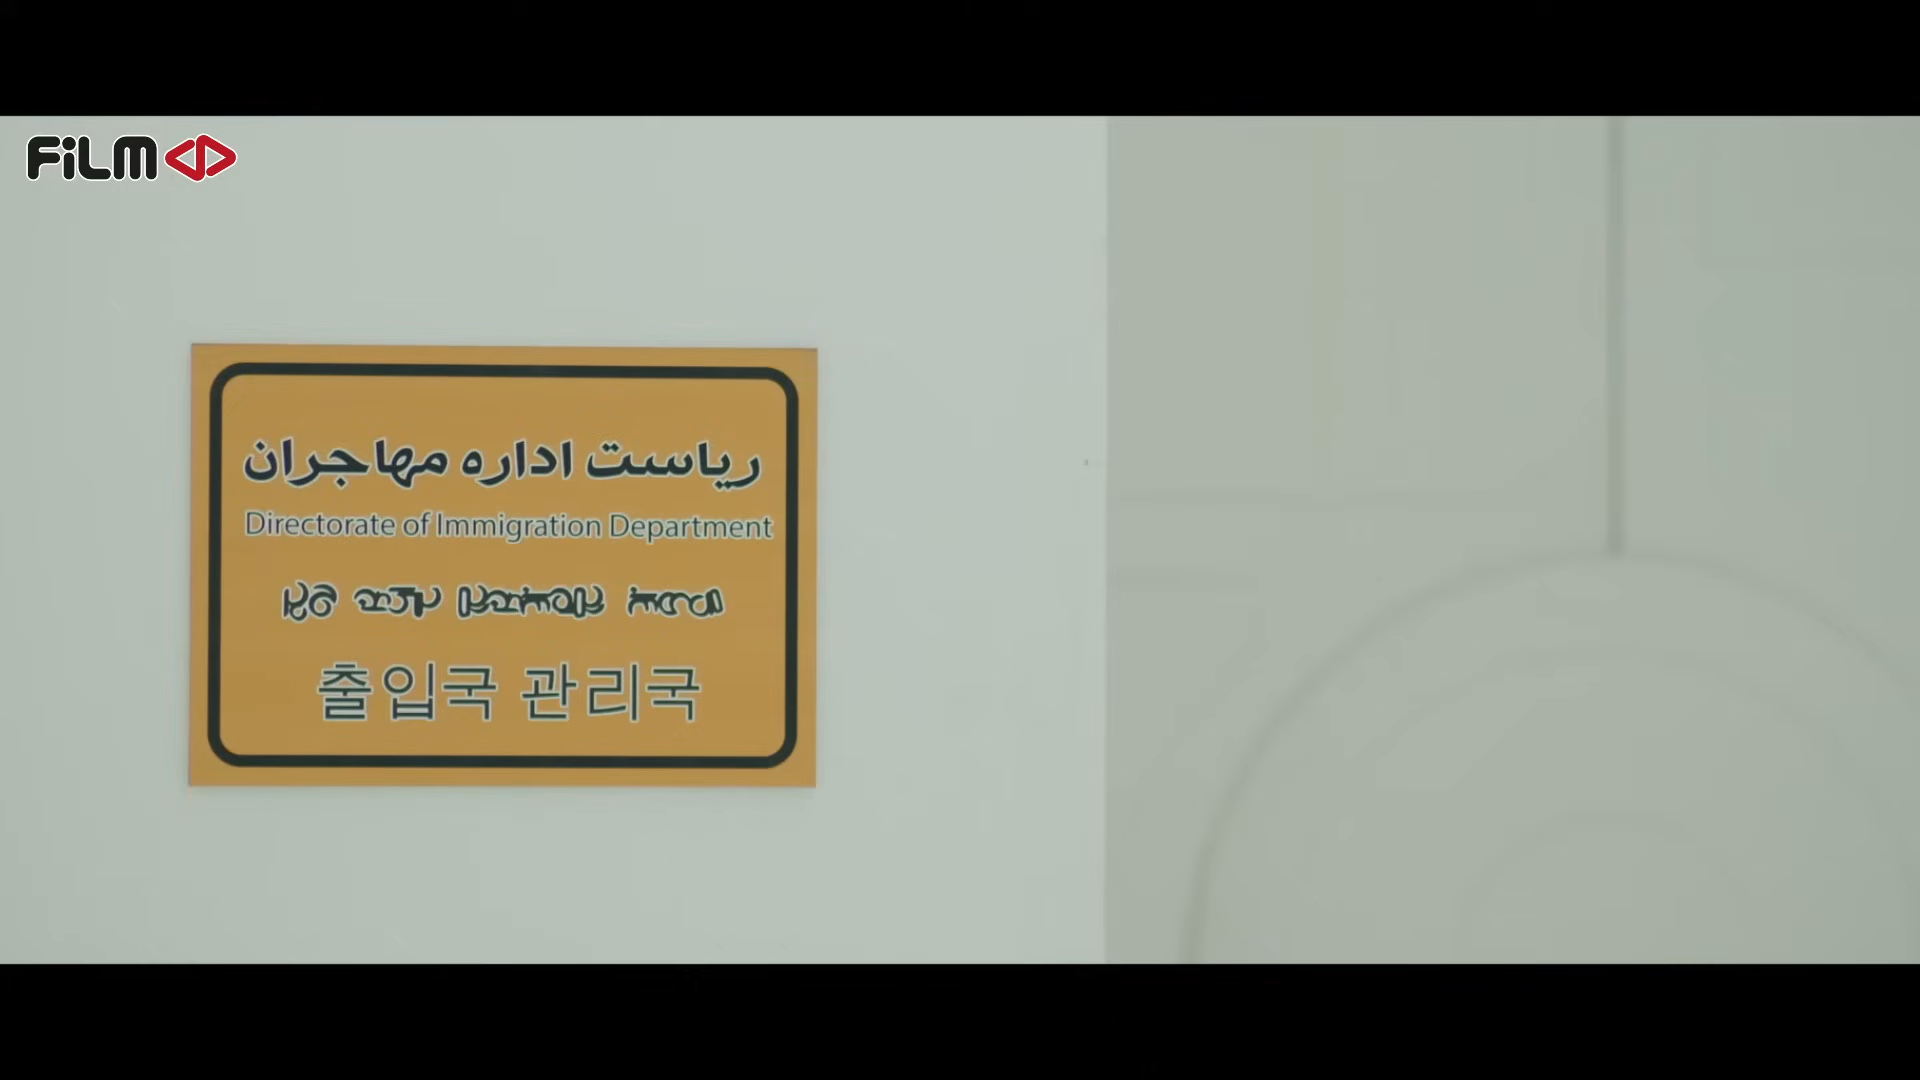 FiLM
ریاست اداره مهاجران
Directorate of Immigration Department
출입국 관리국